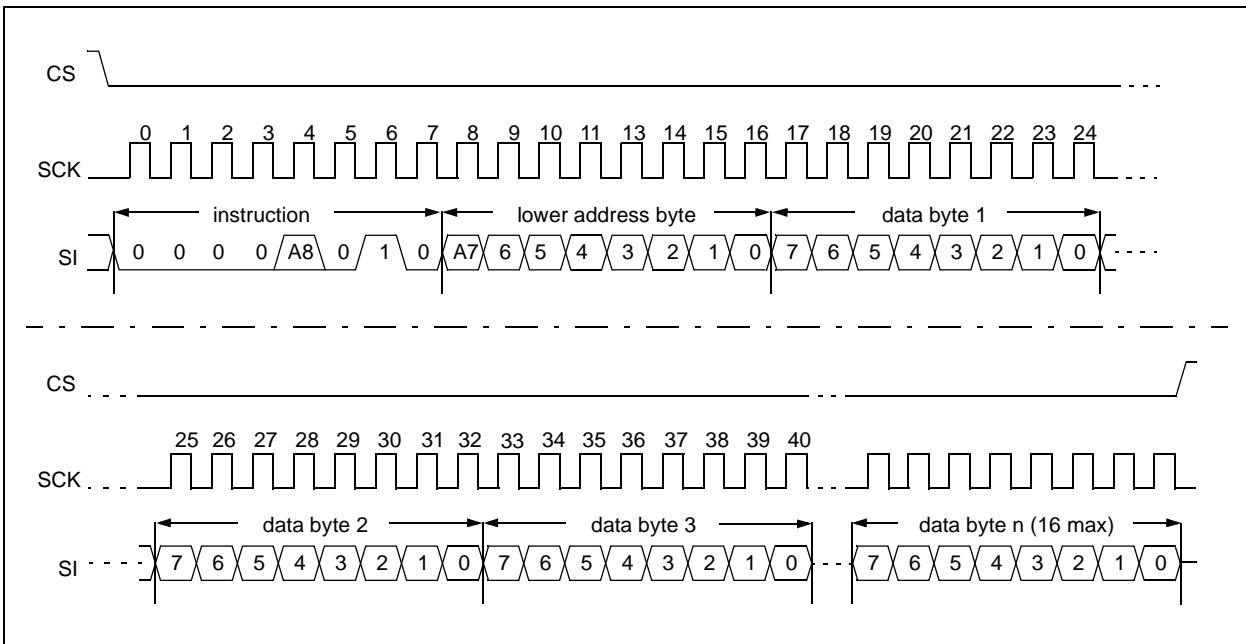 CS
0 1 2 3 4 5 6 7 8 9 10 11 13 14 15 16 17 18 19 20 21 22 23 24
SCK
instruction lower address byte data byte 1
SI 0 0 0 0 A8 0 1 0 A7 6 5 4 3 2 1 0 7 6 5 4 3 2 1 0
CS
25 26 27 28 29 30 31 32 33 34 35 36 37 38 39 40
SCK
data byte 2 data byte 3 data byte n (16 max)
SI 7 6 5 4 3 2 1 0 7 6 5 4 3 2 1 0 7 6 5 4 3 2 1 0